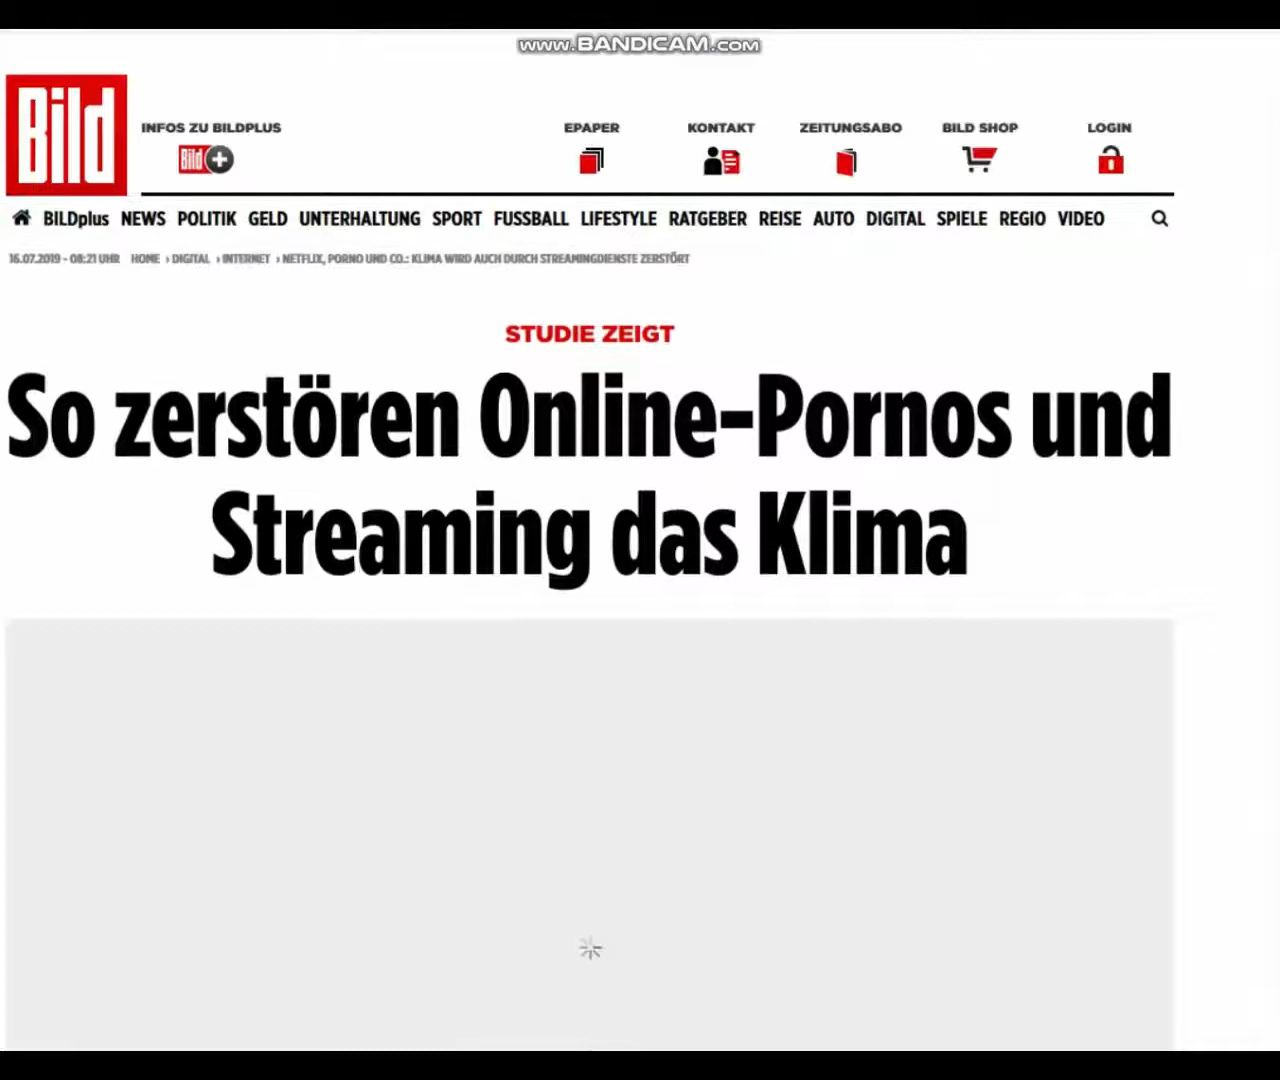 www.BANDICAM.com
Bild
INFOS ZU BILDPLUS
EPAPER
KONTAKT
ZEITUNGSABO
BILD SHOP
LOGIN
Bild +
BILDplus NEWS POLITIK GELD UNTERHALTUNG SPORT FUSSBALL LIFESTYLE RATGEBER REISE AUTO DIGITAL SPIELE REGIO VIDEO
16.07.2019 - 08:21 UHR HOME › DIGITAL › INTERNET › NETFLIX, PORNO UND CO.: KLIMA WIRD AUCH DURCH STREAMINGDIENSTE ZERSTÖRT
STUDIE ZEIGT
So zerstören Online-Pornos und
Streaming das Klima